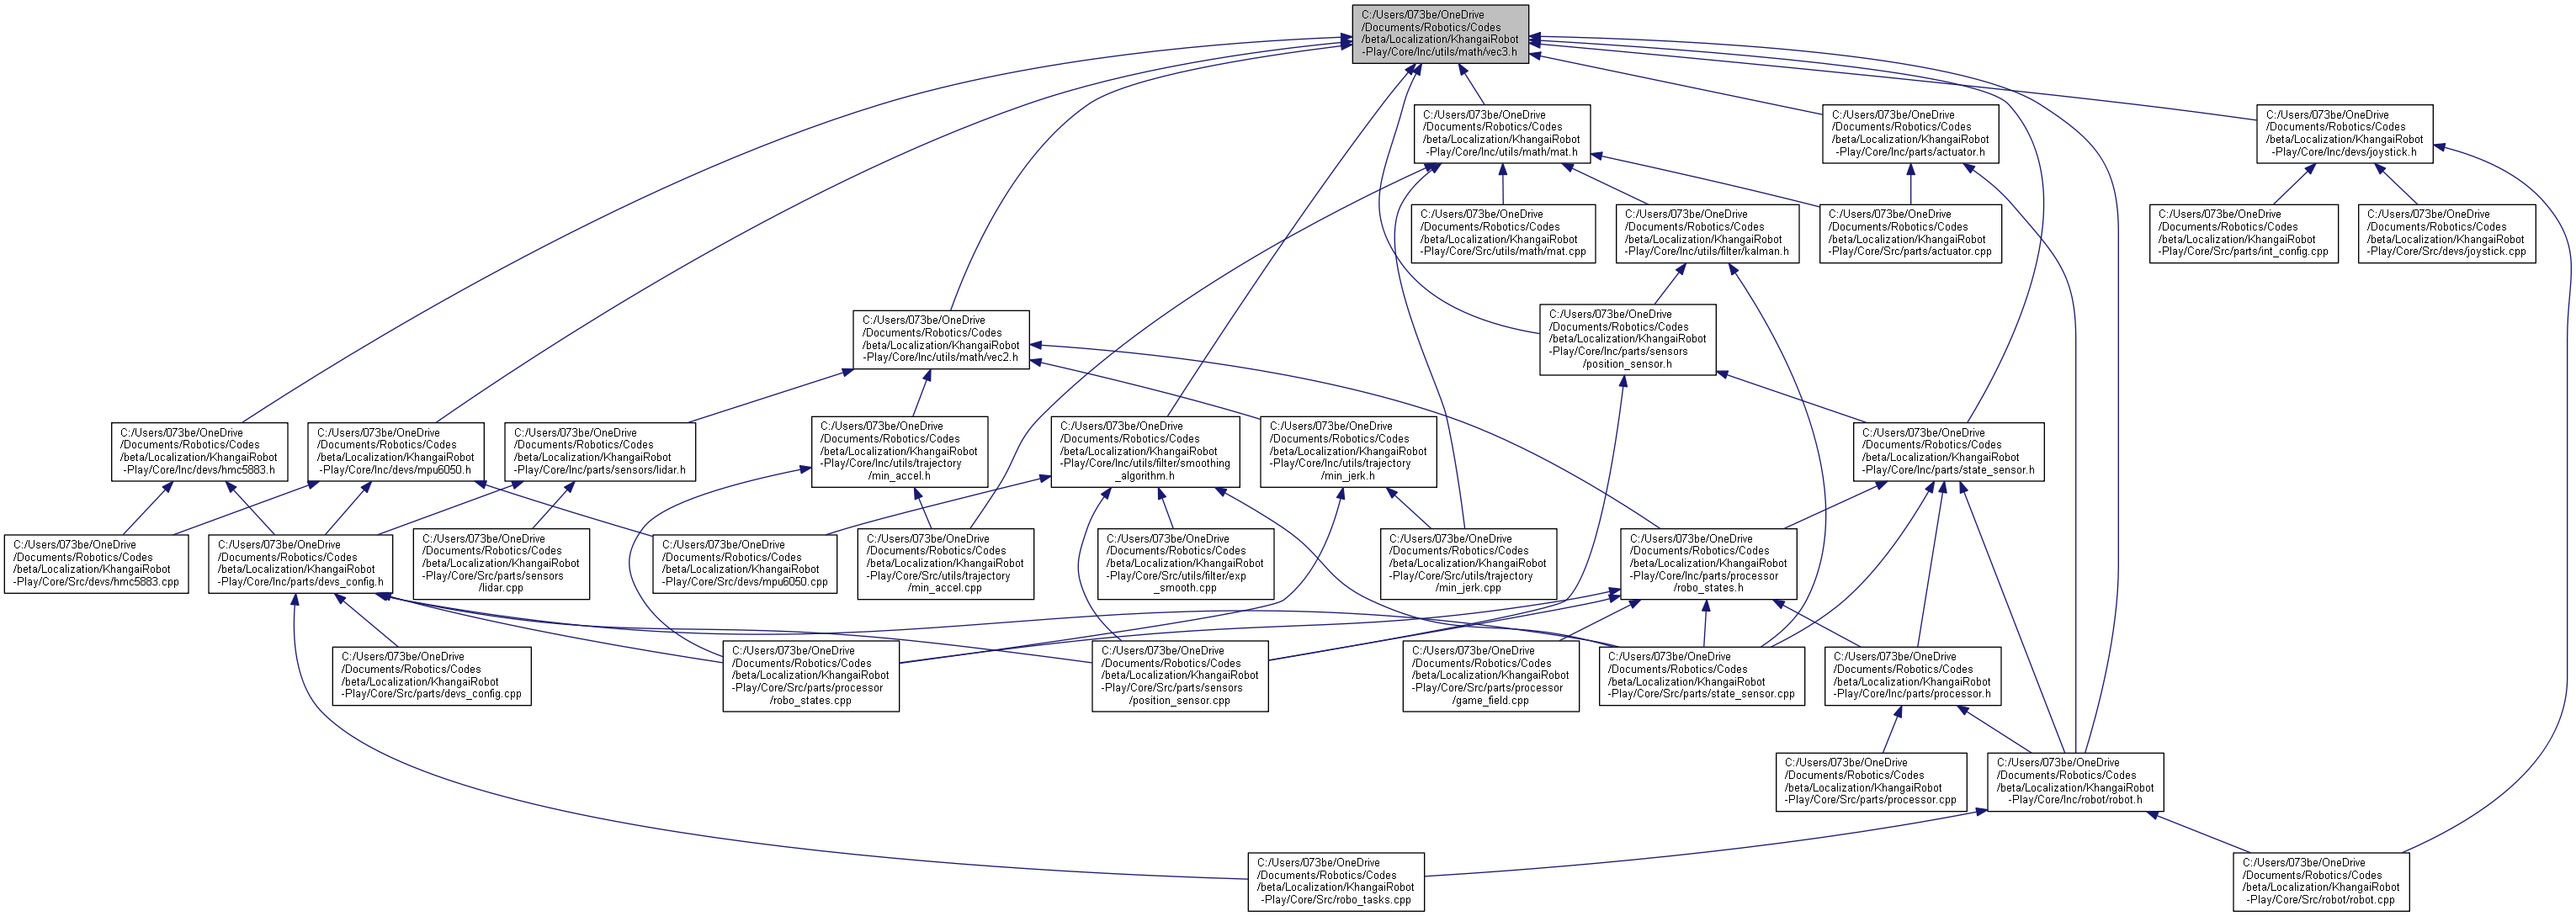 C:/Users/073be/OneDrive
/Documents/Robotics/Codes
/beta/Localization/KhangaiRobot
-Play/Core/Inc/utils/math/vec3.h
C:/Users/073be/OneDrive
/Documents/Robotics/Codes
/beta/Localization/KhangaiRobot
-Play/Core/Inc/utils/math/mat.h
C:/Users/073be/OneDrive
/Documents/Robotics/Codes
/beta/Localization/KhangaiRobot
-Play/Core/Inc/parts/actuator.h
C:/Users/073be/OneDrive
/Documents/Robotics/Codes
/beta/Localization/KhangaiRobot
-Play/Core/Inc/devs/joystick.h
C:/Users/073be/OneDrive
/Documents/Robotics/Codes
/beta/Localization/KhangaiRobot
-Play/Core/Src/utils/math/mat.cpp
C:/Users/073be/OneDrive
/Documents/Robotics/Codes
/beta/Localization/KhangaiRobot
-Play/Core/Inc/utils/filter/kalman.h
C:/Users/073be/OneDrive
/Documents/Robotics/Codes
/beta/Localization/KhangaiRobot
-Play/Core/Src/parts/actuator.cpp
C:/Users/073be/OneDrive
/Documents/Robotics/Codes
/beta/Localization/KhangaiRobot
-Play/Core/Src/parts/int_config.cpp
C:/Users/073be/OneDrive
/Documents/Robotics/Codes
/beta/Localization/KhangaiRobot
-Play/Core/Src/devs/joystick.cpp
C:/Users/073be/OneDrive
/Documents/Robotics/Codes
/beta/Localization/KhangaiRobot
-Play/Core/Inc/utils/math/vec2.h
C:/Users/073be/OneDrive
/Documents/Robotics/Codes
/beta/Localization/KhangaiRobot
-Play/Core/Inc/parts/sensors
/position_sensor.h
C:/Users/073be/OneDrive
/Documents/Robotics/Codes
/beta/Localization/KhangaiRobot
-Play/Core/Inc/devs/hmc5883.h
C:/Users/073be/OneDrive
/Documents/Robotics/Codes
/beta/Localization/KhangaiRobot
-Play/Core/Inc/devs/mpu6050.h
C:/Users/073be/OneDrive
/Documents/Robotics/Codes
/beta/Localization/KhangaiRobot
-Play/Core/Inc/parts/sensors/lidar.h
C:/Users/073be/OneDrive
/Documents/Robotics/Codes
/beta/Localization/KhangaiRobot
-Play/Core/Inc/utils/trajectory
/min_accel.h
C:/Users/073be/OneDrive
/Documents/Robotics/Codes
/beta/Localization/KhangaiRobot
-Play/Core/Inc/utils/filter/smoothing
_algorithm.h
C:/Users/073be/OneDrive
/Documents/Robotics/Codes
/beta/Localization/KhangaiRobot
-Play/Core/Inc/utils/trajectory
/min_jerk.h
C:/Users/073be/OneDrive
/Documents/Robotics/Codes
/beta/Localization/KhangaiRobot
-Play/Core/Inc/parts/state_sensor.h
C:/Users/073be/OneDrive
/Documents/Robotics/Codes
/beta/Localization/KhangaiRobot
-Play/Core/Src/devs/hmc5883.cpp
C:/Users/073be/OneDrive
/Documents/Robotics/Codes
/beta/Localization/KhangaiRobot
-Play/Core/Inc/parts/devs_config.h
C:/Users/073be/OneDrive
/Documents/Robotics/Codes
/beta/Localization/KhangaiRobot
-Play/Core/Src/parts/sensors
/lidar.cpp
C:/Users/073be/OneDrive
/Documents/Robotics/Codes
/beta/Localization/KhangaiRobot
-Play/Core/Src/devs/mpu6050.cpp
C:/Users/073be/OneDrive
/Documents/Robotics/Codes
/beta/Localization/KhangaiRobot
-Play/Core/Src/utils/trajectory
/min_accel.cpp
C:/Users/073be/OneDrive
/Documents/Robotics/Codes
/beta/Localization/KhangaiRobot
-Play/Core/Src/utils/filter/exp
_smooth.cpp
C:/Users/073be/OneDrive
/Documents/Robotics/Codes
/beta/Localization/KhangaiRobot
-Play/Core/Src/utils/trajectory
/min_jerk.cpp
C:/Users/073be/OneDrive
/Documents/Robotics/Codes
/beta/Localization/KhangaiRobot
-Play/Core/Inc/parts/processor
/robo_states.h
C:/Users/073be/OneDrive
/Documents/Robotics/Codes
/beta/Localization/KhangaiRobot
-Play/Core/Src/parts/devs_config.cpp
C:/Users/073be/OneDrive
/Documents/Robotics/Codes
/beta/Localization/KhangaiRobot
-Play/Core/Src/parts/processor
/robo_states.cpp
C:/Users/073be/OneDrive
/Documents/Robotics/Codes
/beta/Localization/KhangaiRobot
-Play/Core/Src/parts/sensors
/position_sensor.cpp
C:/Users/073be/OneDrive
/Documents/Robotics/Codes
/beta/Localization/KhangaiRobot
-Play/Core/Src/parts/processor
/game_field.cpp
C:/Users/073be/OneDrive
/Documents/Robotics/Codes
/beta/Localization/KhangaiRobot
-Play/Core/Src/parts/state_sensor.cpp
C:/Users/073be/OneDrive
/Documents/Robotics/Codes
/beta/Localization/KhangaiRobot
-Play/Core/Inc/parts/processor.h
C:/Users/073be/OneDrive
/Documents/Robotics/Codes
/beta/Localization/KhangaiRobot
-Play/Core/Src/parts/processor.cpp
C:/Users/073be/OneDrive
/Documents/Robotics/Codes
/beta/Localization/KhangaiRobot
-Play/Core/Inc/robot/robot.h
C:/Users/073be/OneDrive
/Documents/Robotics/Codes
/beta/Localization/KhangaiRobot
-Play/Core/Src/robo_tasks.cpp
C:/Users/073be/OneDrive
/Documents/Robotics/Codes
/beta/Localization/KhangaiRobot
-Play/Core/Src/robot/robot.cpp